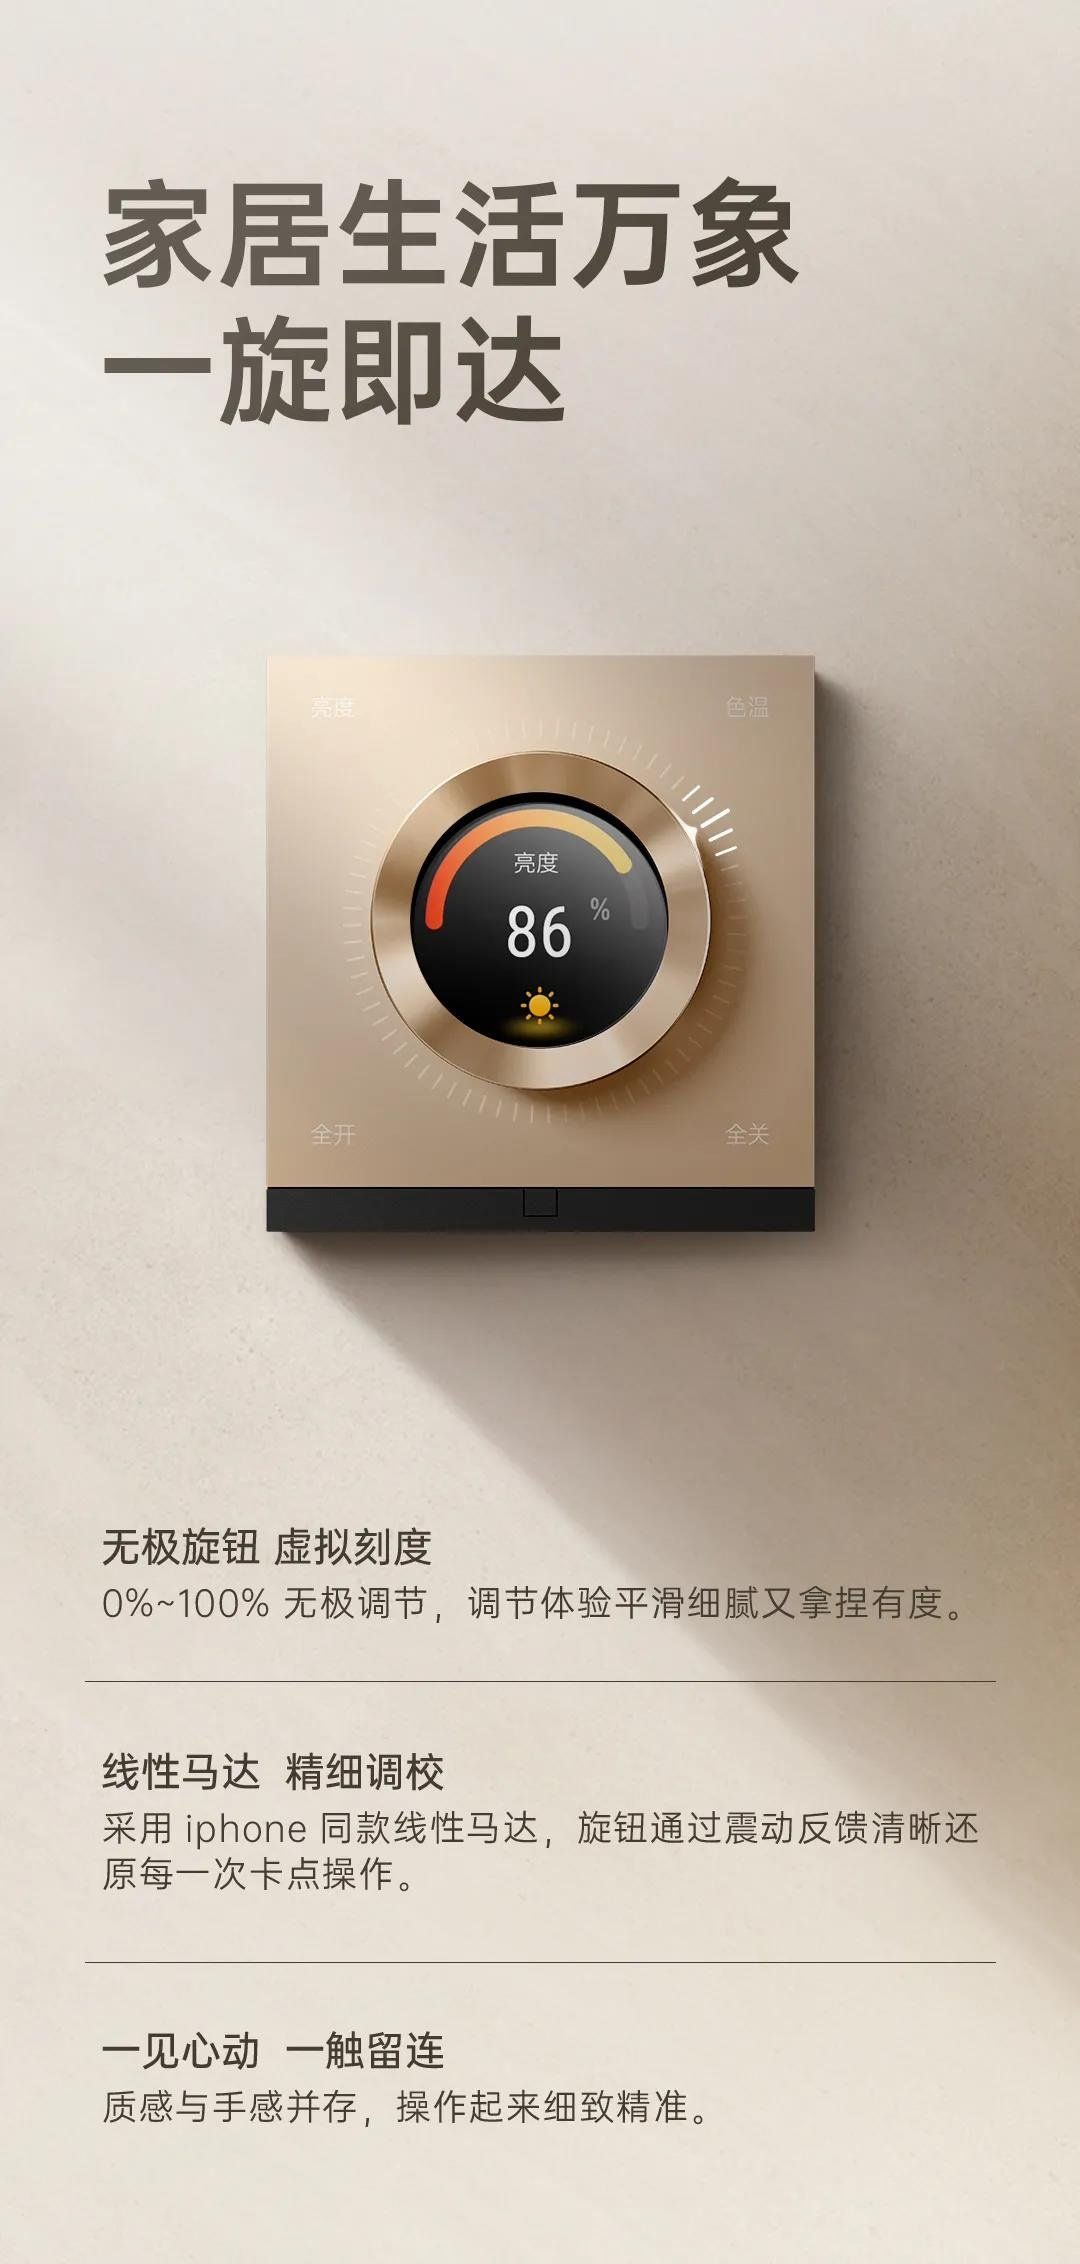 家居生活万象
一旋即达
亮度
色温
亮度
86 %
全开
全关
无极旋钮 虚拟刻度
0%~100% 无极调节，调节体验平滑细腻又拿捏有度。
线性马达 精细调校
采用 iphone 同款线性马达，旋钮通过震动反馈清晰还
原每一次卡点操作。
一见心动 一触留连
质感与手感并存，操作起来细致精准。